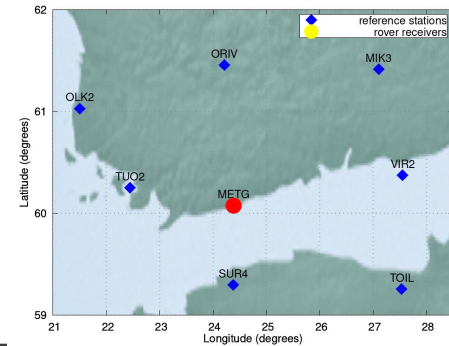 62
reference stations
rover receivers
ORIV
MIK3
OLK2
61
VIR2
TUO2
METG
60
SUR4
TOIL
59
21 22 23 24 25 26 27 28
Longitude (degrees)
Latitude (degrees)